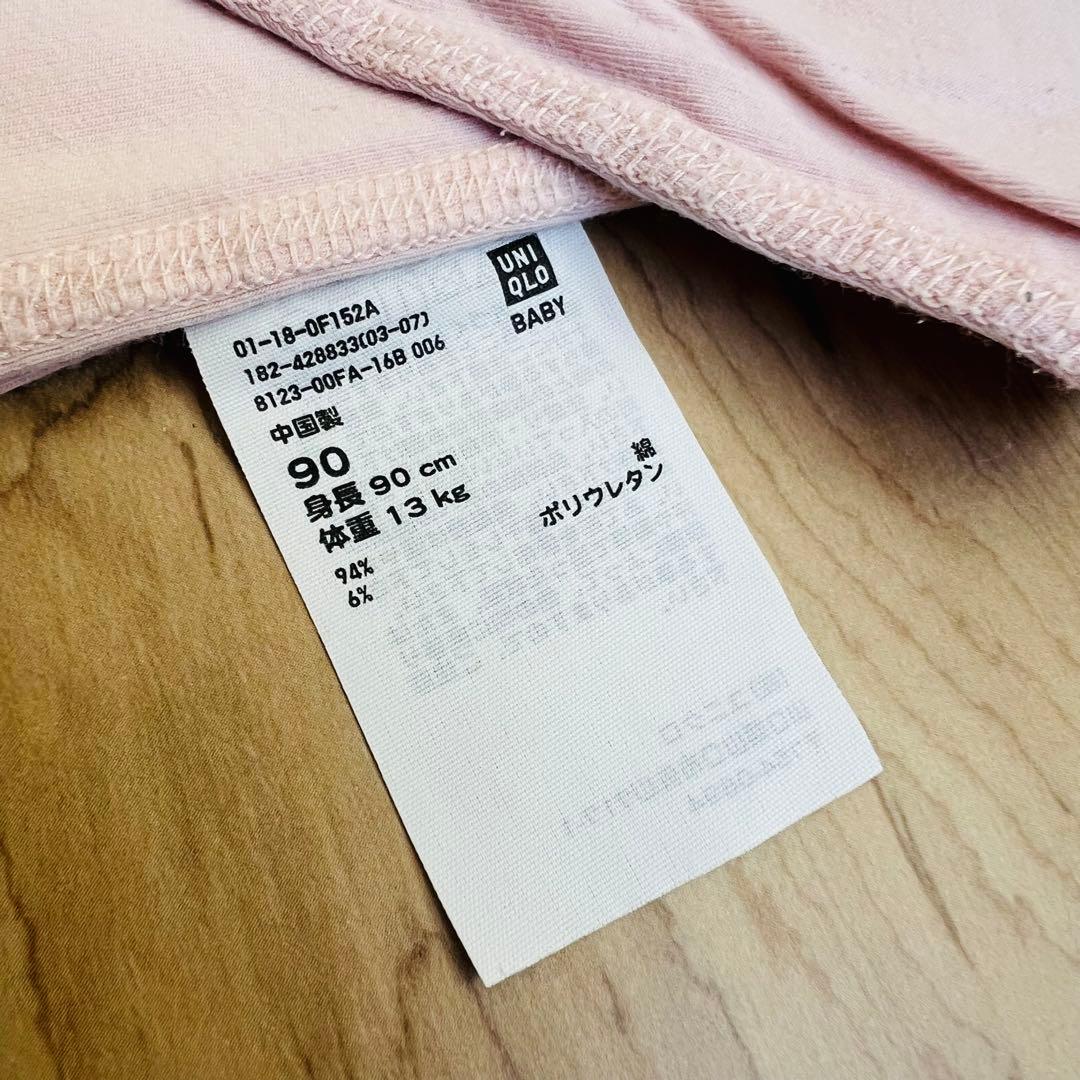 UNI
QLO
BABY
01-18-0F152A
182-428833(03-07)
8123-00FA-16B 006
中国製
90
身長 90 cm
体重 13 kg
綿
ポリウレタン
94%
6%